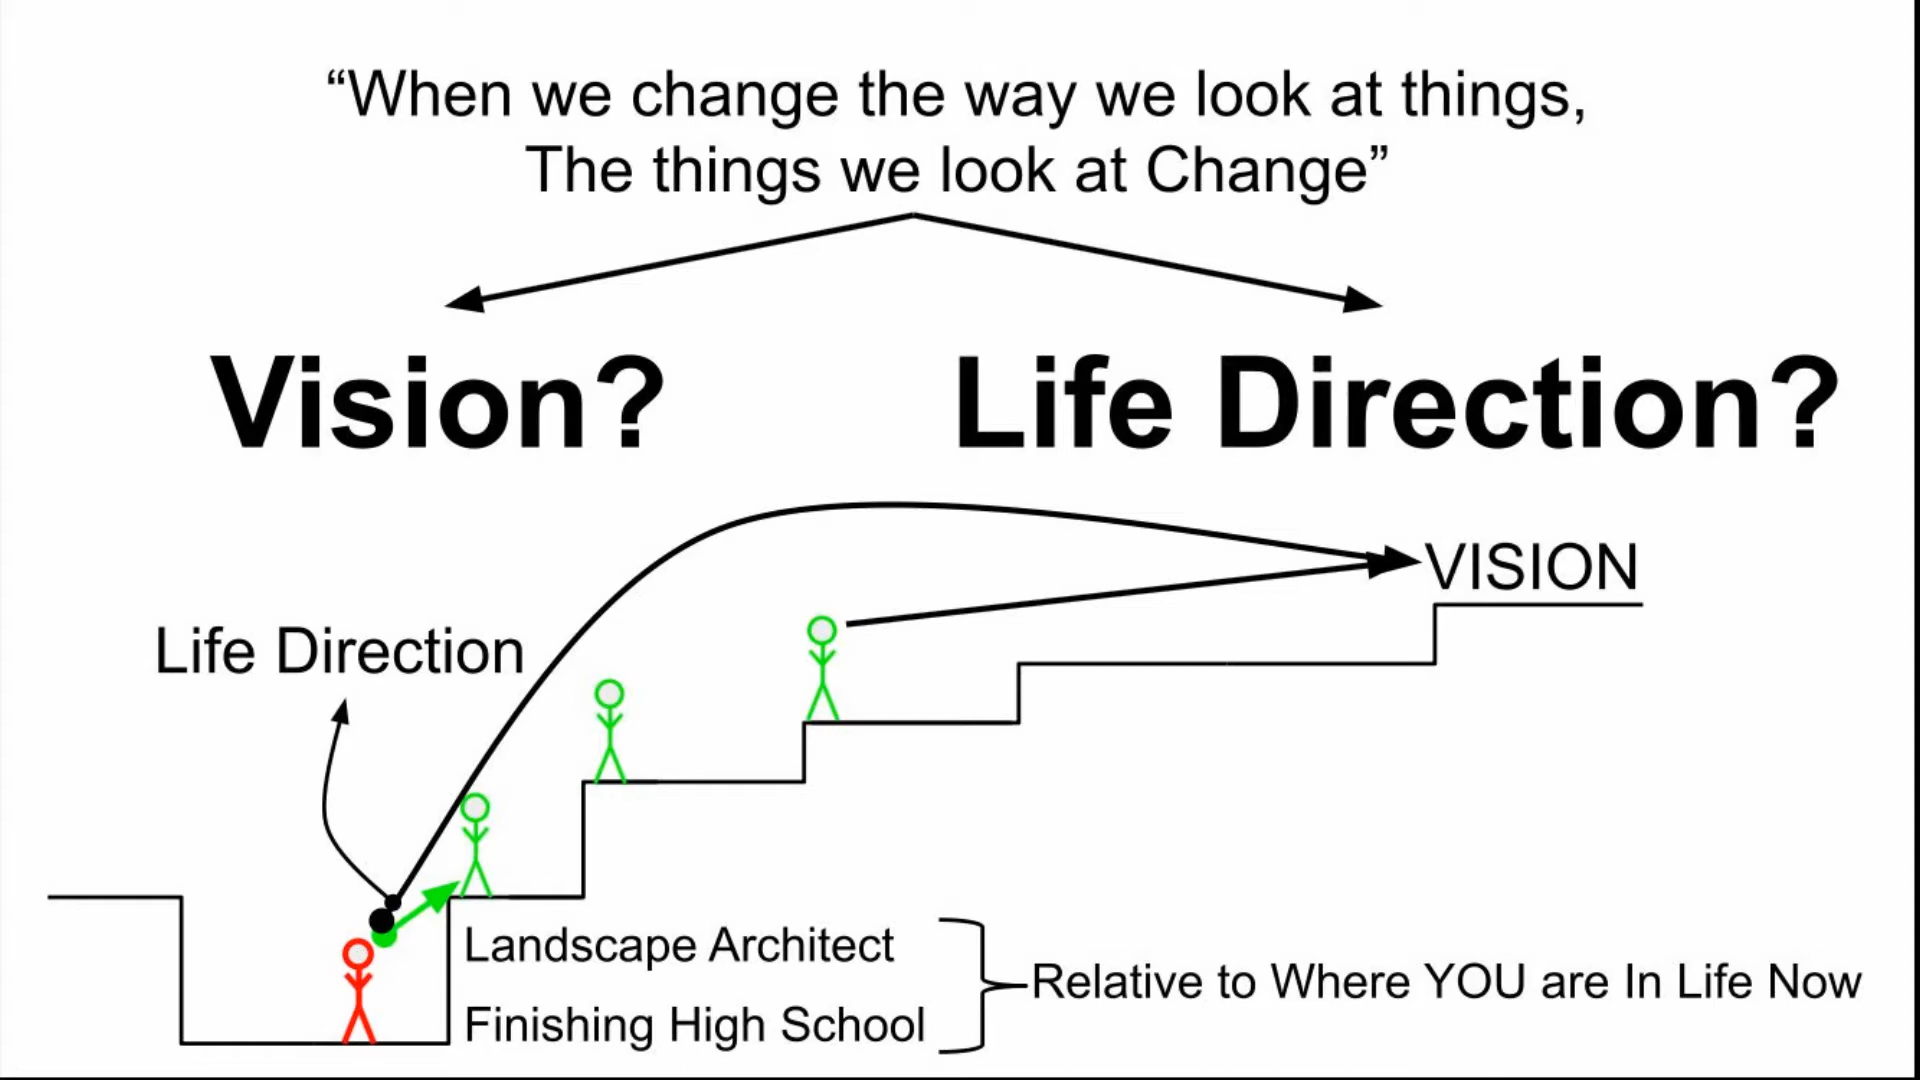 “When we change the way we look at things,
The things we look at Change”
Vision?
Life Direction?
VISION
Life Direction
Landscape Architect
Finishing High School
Relative to Where YOU are In Life Now